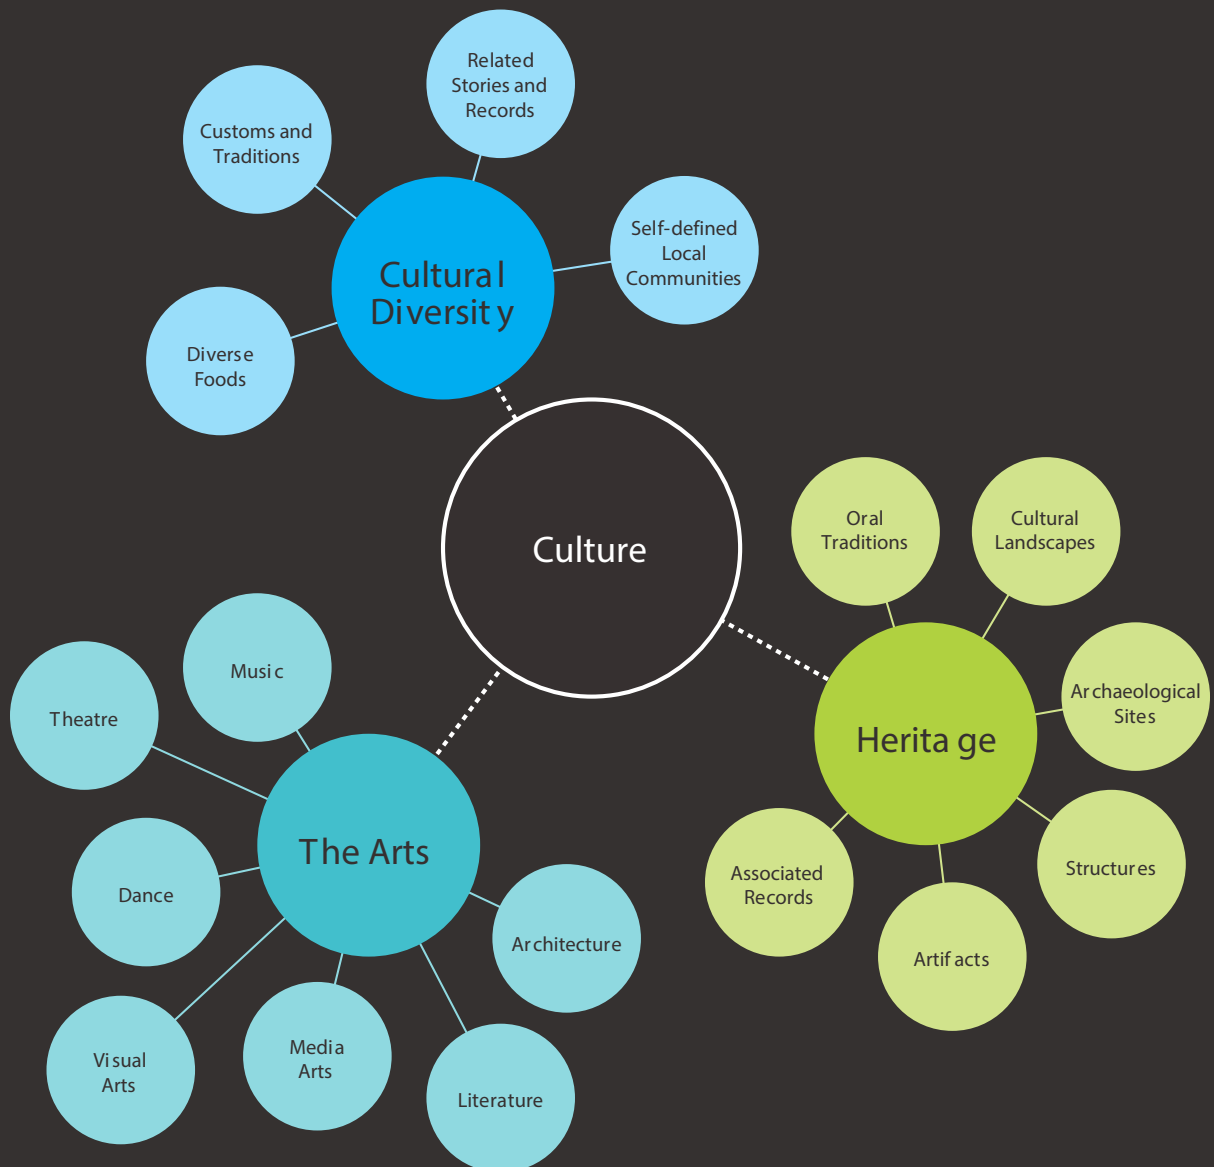 Related
Stories and
Records
Customs and
Traditions
Self-defined
Local
Communities
Cultural
Diversity
Diverse
Foods
Culture
Oral
Traditions
Cultural
Landscapes
Archaeological
Sites
Heritage
Structures
Associated
Records
Artifacts
Music
Theatre
The Arts
Dance
Architecture
Visual
Arts
Media
Arts
Literature